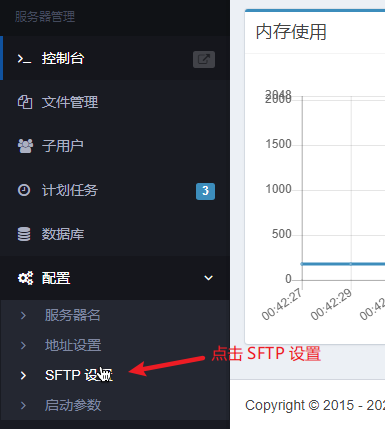 服务器管理
控制台
文件管理
子用户
计划任务 3
数据库
配置
服务器名
地址设置
SFTP 设置
启动参数
点击 SFTP 设置
内存使用
2048
2000
1500
1000
500
0
00:42:27
00:42:29
00:42
Copyright © 2015 - 202